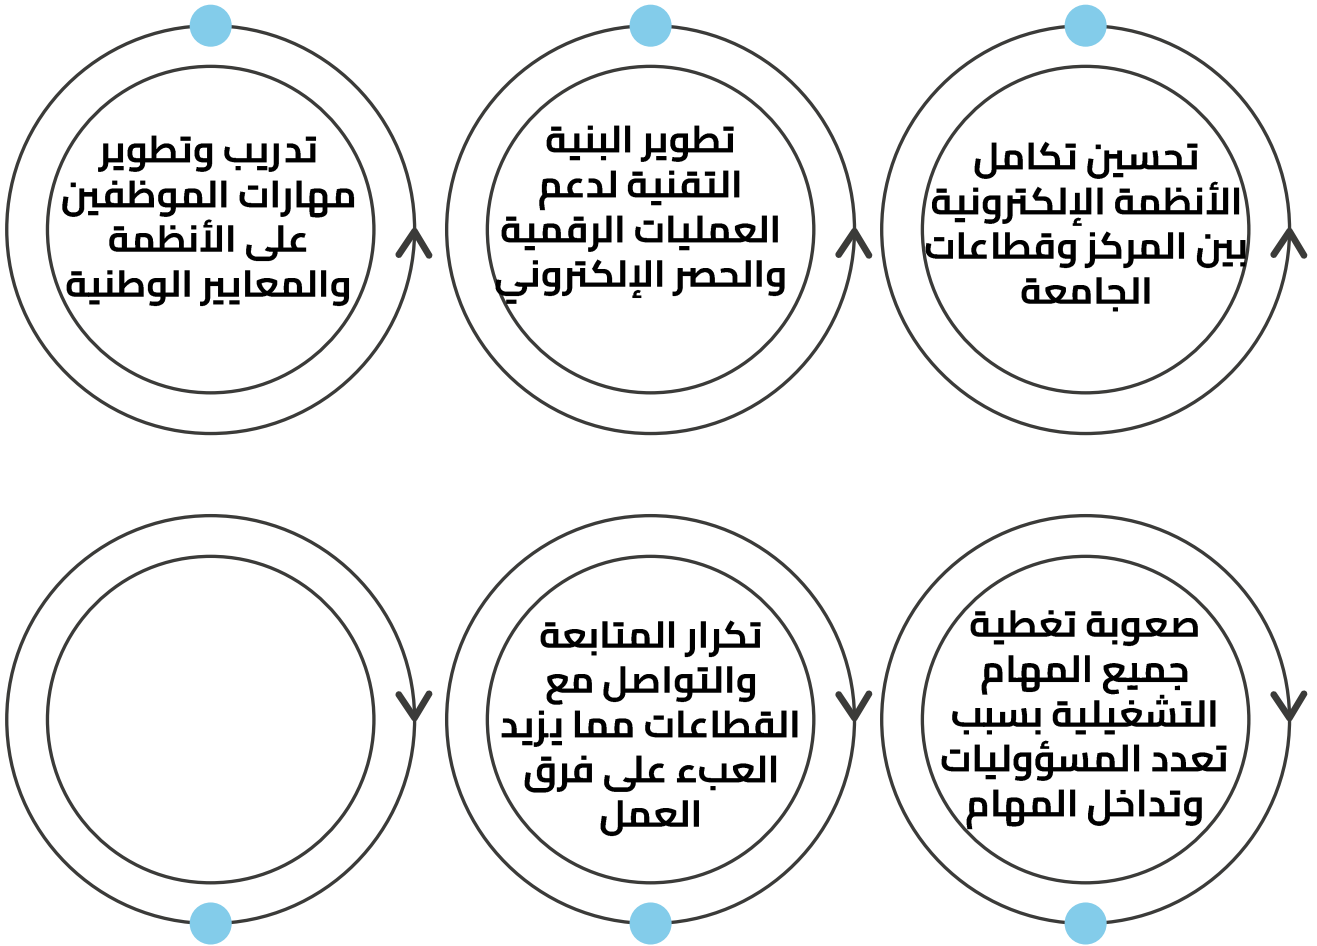 تحسين تكامل
الأنظمة الإلكترونية
بين المركز وقطاعات
الجامعة
تطوير البنية
التقنية لدعم
العمليات الرقمية
والحصر الإلكتروني
تدريب وتطوير
مهارات الموظفين
على الأنظمة
والمعايير الوطنية
صعوبة تغطية
جميع المهام
التشغيلية بسبب
تعدد المسؤوليات
وتداخل المهام
تكرار المتابعة
والتواصل مع
القطاعات مما يزيد
العبء على فرق
العمل